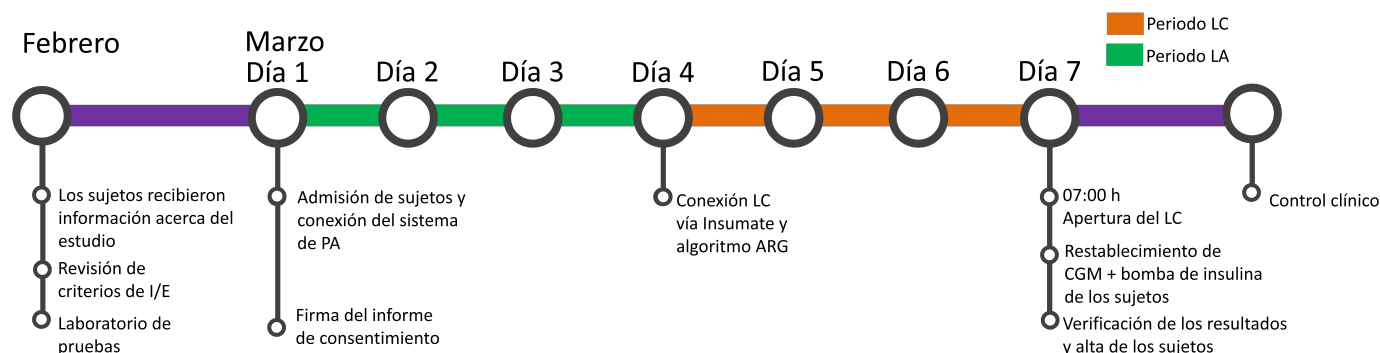 Febrero
Marzo
Día 1
Día 2
Día 3
Día 4
Día 5
Día 6
Día 7
Periodo LC
Periodo LA
Los sujetos recibieron
información acerca del
estudio
Revisión de
criterios de I/E
Laboratorio de
pruebas
Admisión de sujetos y
conexión del sistema
de PA
Firma del informe
de consentimiento
Conexión LC
vía Insumate y
algoritmo ARG
07:00 h
Apertura del LC
Restablecimiento de
CGM + bomba de insulina
de los sujetos
Verificación de los resultados
y alta de los sujetos
Control clínico